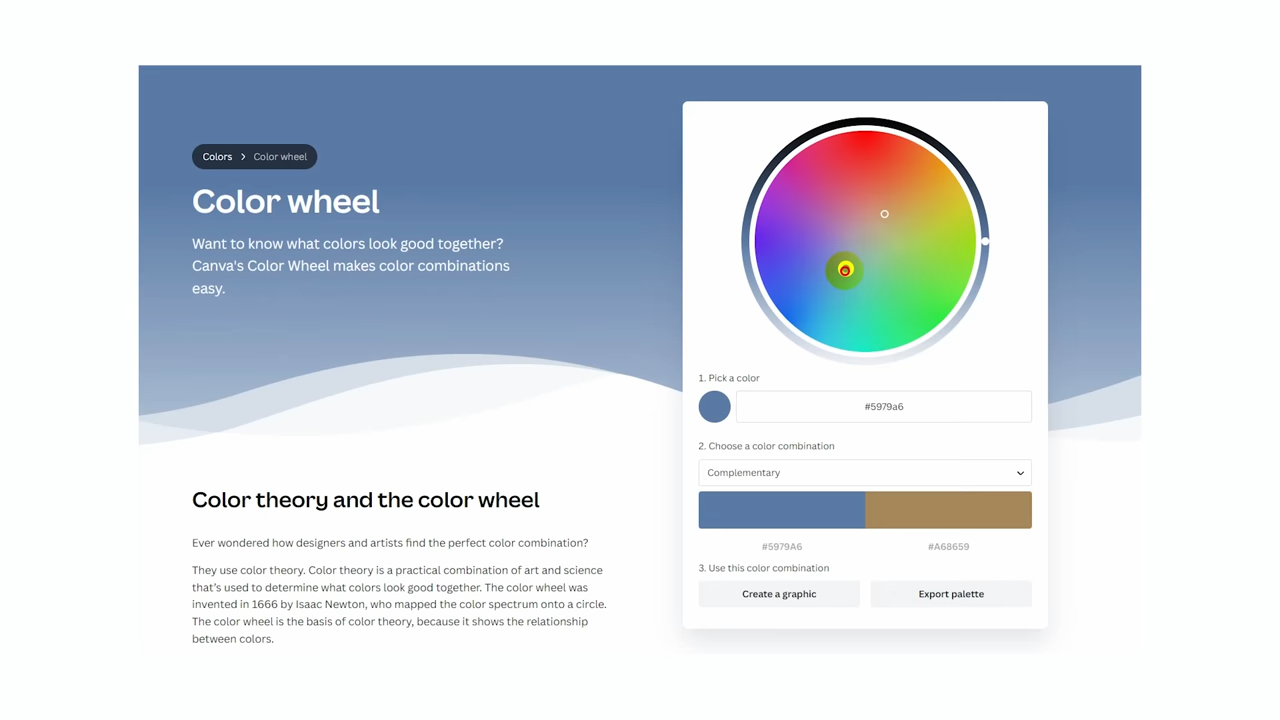 Colors > Color wheel
Color wheel
Want to know what colors look good together?
Canva's Color Wheel makes color combinations
easy.
Color theory and the color wheel
Ever wondered how designers and artists find the perfect color combination?
They use color theory. Color theory is a practical combination of art and science
that's used to determine what colors look good together. The color wheel was
invented in 1666 by Isaac Newton, who mapped the color spectrum onto a circle.
The color wheel is the basis of color theory, because it shows the relationship
between colors.
1. Pick a color
#5979a6
2. Choose a color combination
Complementary
#5979A6 #A68659
3. Use this color combination
Create a graphic Export palette